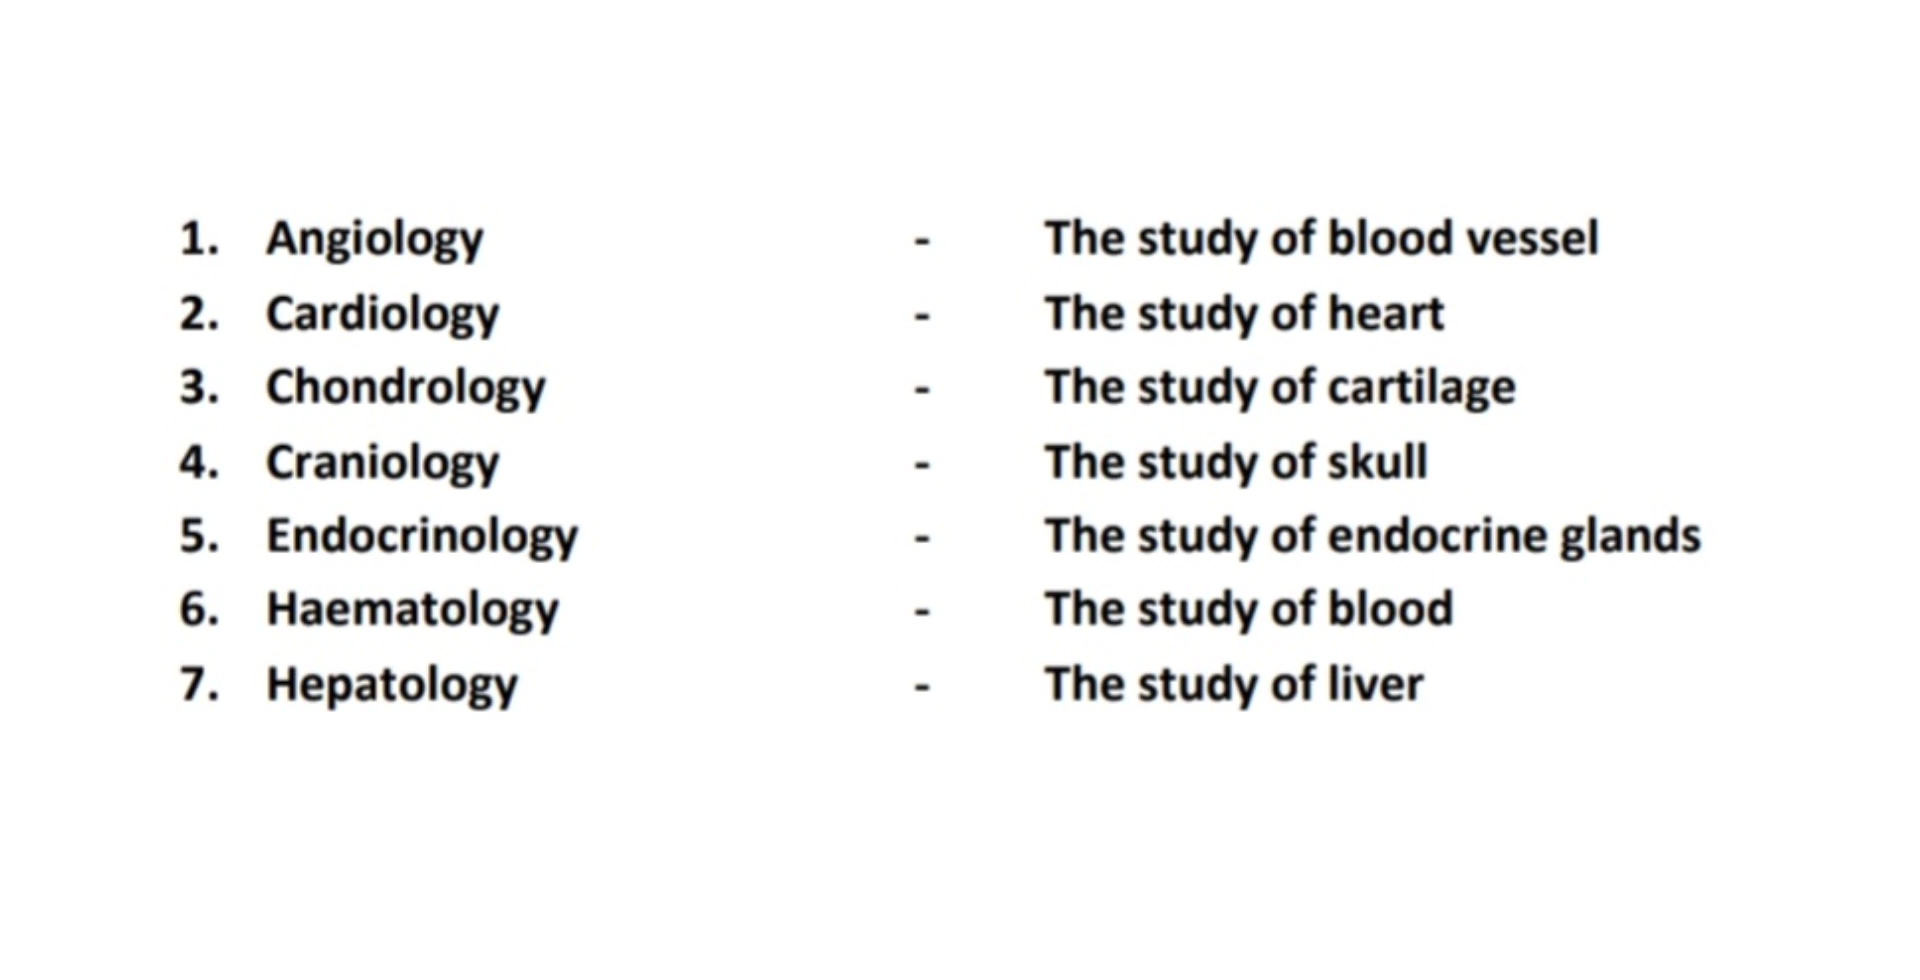 1. Angiology - The study of blood vessel
2. Cardiology - The study of heart
3. Chondrology - The study of cartilage
4. Craniology - The study of skull
5. Endocrinology - The study of endocrine glands
6. Haematology - The study of blood
7. Hepatology - The study of liver